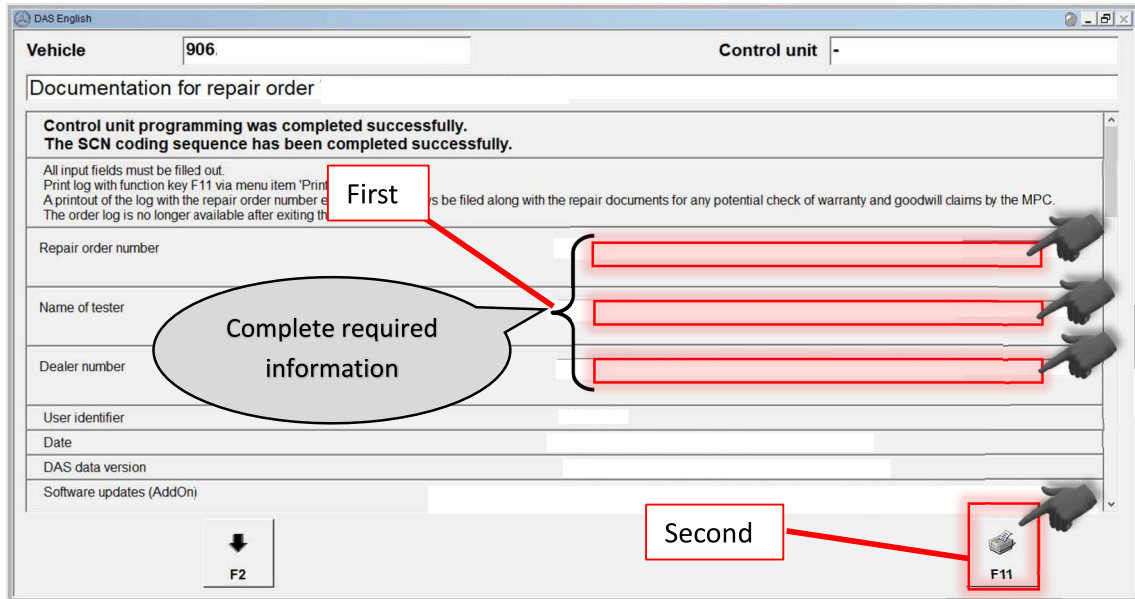 DAS English
Vehicle 906. Control unit -
Documentation for repair order
Control unit programming was completed successfully.
The SCN coding sequence has been completed successfully.
All input fields must be filled out.
Print log with function key F11 via menu item 'Print
A printout of the log with the repair order number e s be filed along with the repair documents for any potential check of warranty and goodwill claims by the MPC.
The order log is no longer available after exiting th
First
Repair order number
Name of tester
Complete required
information
Dealer number
User identifier
Date
DAS data version
Software updates (AddOn)
Second
F2
F11